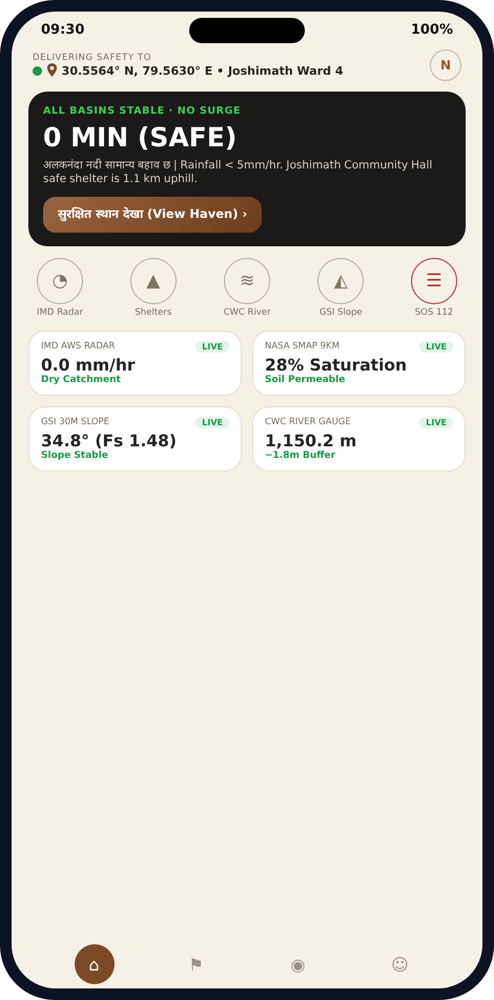 09:30
100%
DELIVERING SAFETY TO
30.5564° N, 79.5630° E • Joshimath Ward 4
N
ALL BASINS STABLE · NO SURGE
0 MIN (SAFE)
अलकनंदा नदी सामान्य बहाव छ | Rainfall < 5mm/hr. Joshimath Community Hall
safe shelter is 1.1 km uphill.
सुरक्षित स्थान देखा (View Haven) ›
IMD Radar
Shelters
CWC River
GSI Slope
SOS 112
IMD AWS RADAR
LIVE
0.0 mm/hr
Dry Catchment
NASA SMAP 9KM
LIVE
28% Saturation
Soil Permeable
GSI 30M SLOPE
LIVE
34.8° (Fs 1.48)
Slope Stable
CWC RIVER GAUGE
LIVE
1,150.2 m
−1.8m Buffer